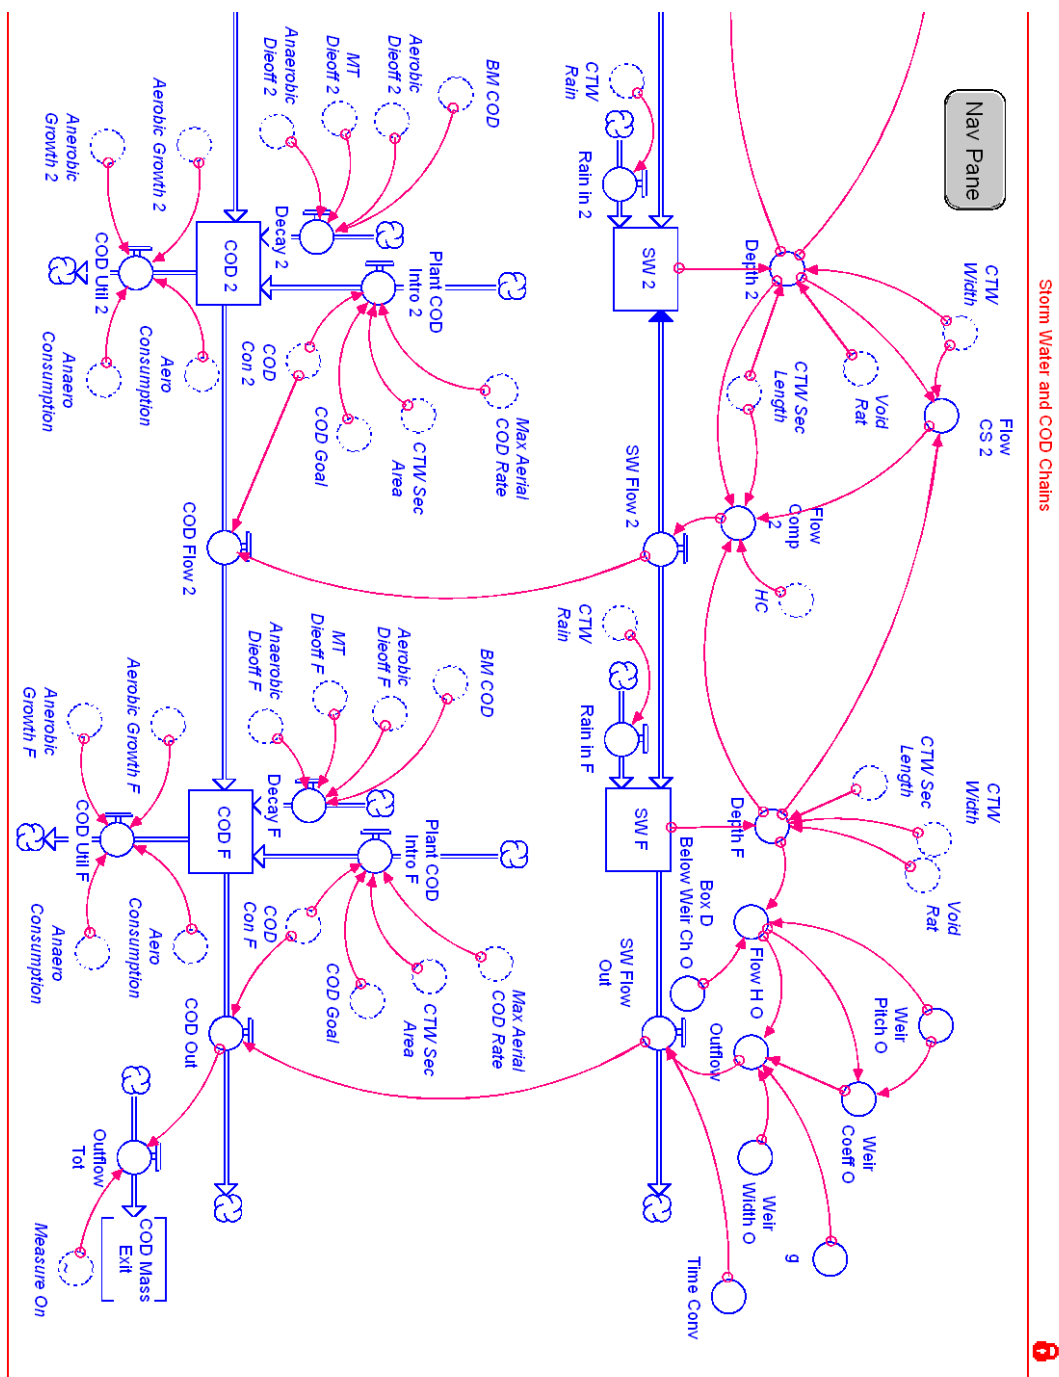 Storm Water and COD Chains
8
Nav Pane
CTW
Width
Flow
CS 2
Depth 2
Void
Rat
CTW Sec
Length
Flow
Comp
2
HC
CTW
Rain
Rain in 2
SW 2
SW Flow 2
CTW
Rain
Rain in F
SW F
SW Flow
Out
CTW
Width
CTW Sec
Length
Void
Rat
Depth F
Box D
Below Weir Ch O
Flow H O
Weir
Pitch O
Weir
Coeff O
Outflow
Weir
Width O
g
Time Conv
BM COD
Aerobic
Dieoff 2
MT
Dieoff 2
Anaerobic
Dieoff 2
Decay 2
Plant COD
Intro 2
Max Aerial
COD Rate
CTW Sec
Area
COD Goal
COD
Con 2
COD 2
Aerobic Growth 2
Anerobic
Growth 2
COD Util 2
Aero
Consumption
Anaero
Consumption
COD Flow 2
BM COD
Aerobic
Dieoff F
MT
Dieoff F
Anaerobic
Dieoff F
Decay F
Plant COD
Intro F
Max Aerial
COD Rate
CTW Sec
Area
COD Goal
COD
Con F
COD F
Aerobic Growth F
Anerobic
Growth F
COD Util F
Aero
Consumption
Anaero
Consumption
COD Out
Outflow
Tot
COD Mass
Exit
Measure On
~